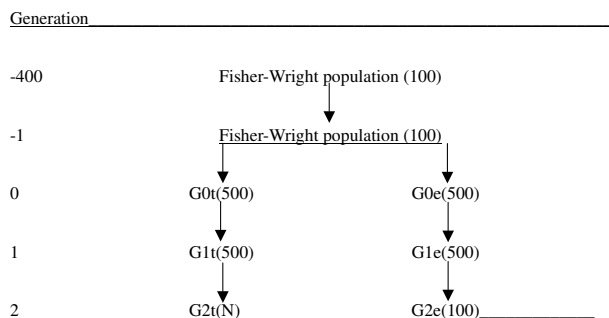 Generation
-400 Fisher-Wright population (100)
-1 Fisher-Wright population (100)
0 G0t(500) G0e(500)
1 G1t(500) G1e(500)
2 G2t(N) G2e(100)